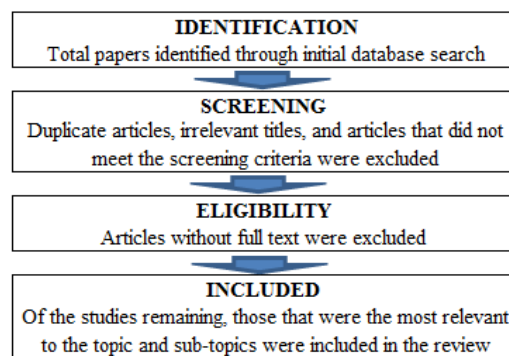 IDENTIFICATION
Total papers identified through initial database search
SCREENING
Duplicate articles, irrelevant titles, and articles that did not
meet the screening criteria were excluded
ELIGIBILITY
Articles without full text were excluded
INCLUDED
Of the studies remaining, those that were the most relevant
to the topic and sub-topics were included in the review